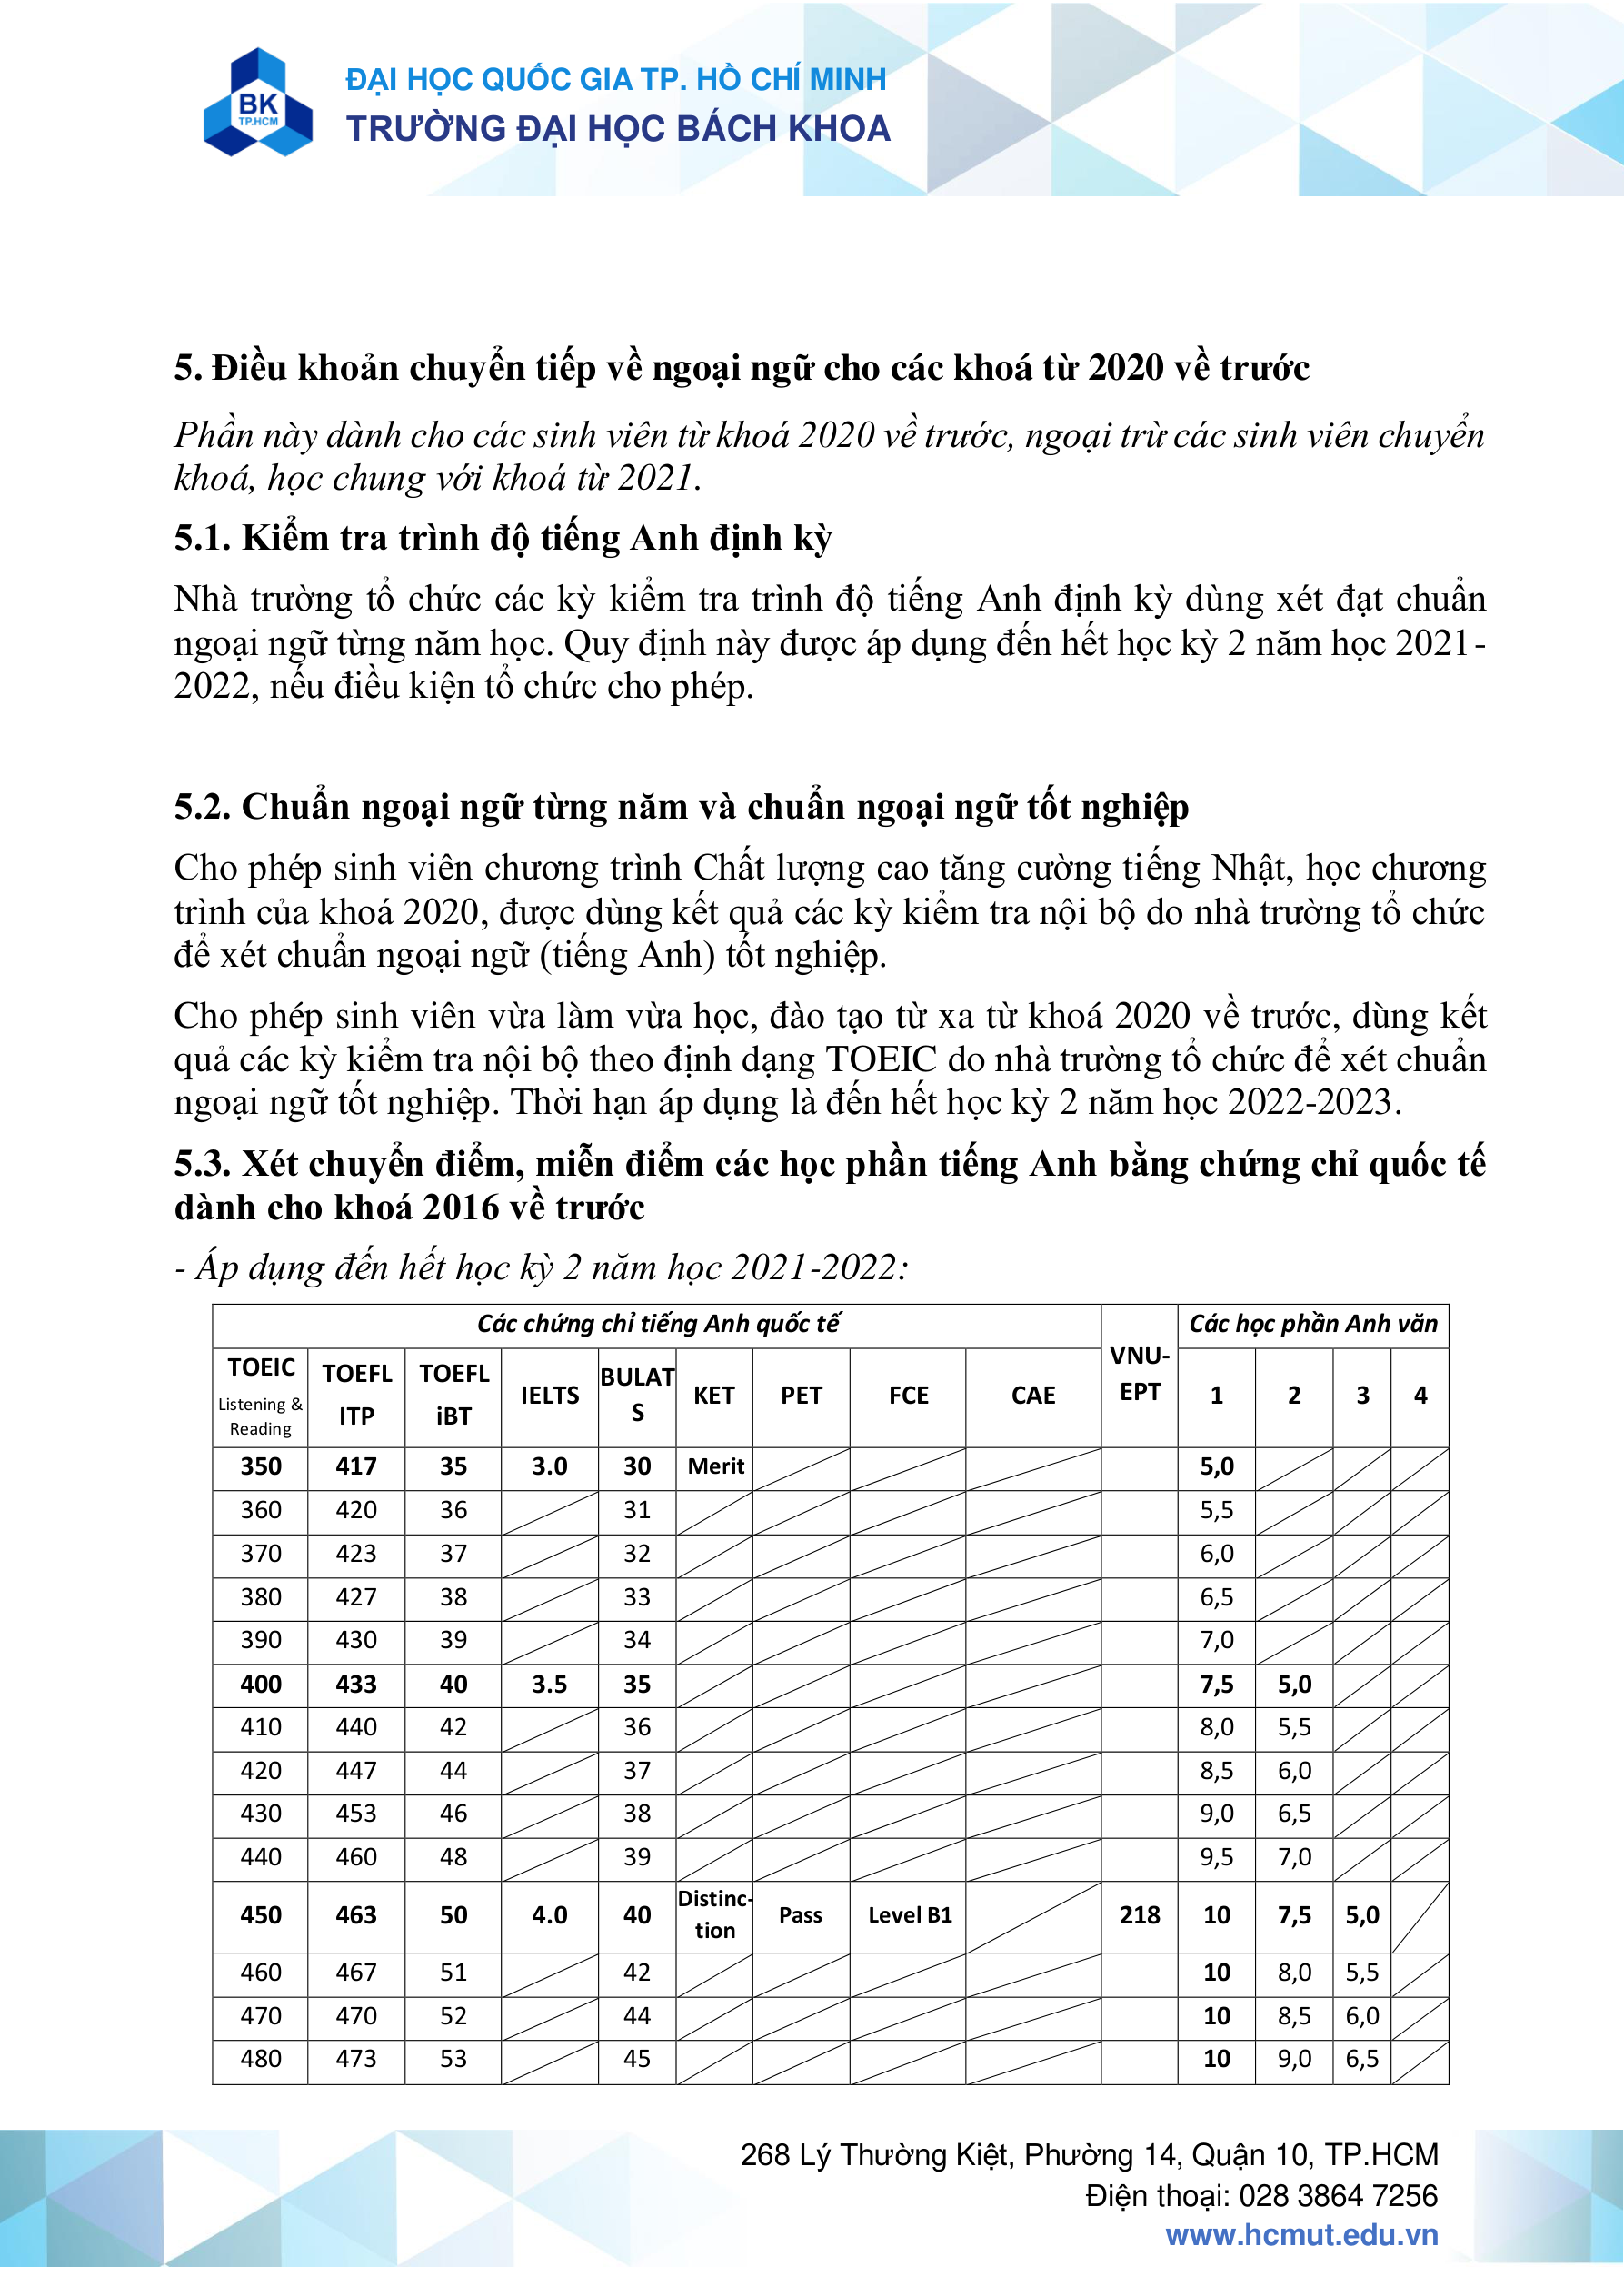 BK
TP.HCM
ĐẠI HỌC QUỐC GIA TP. HỒ CHÍ MINH
TRƯỜNG ĐẠI HỌC BÁCH KHOA
5. Điều khoản chuyển tiếp về ngoại ngữ cho các khoá từ 2020 về trước
Phần này dành cho các sinh viên từ khoá 2020 về trước, ngoại trừ các sinh viên chuyển
khoá, học chung với khoá từ 2021.
5.1. Kiểm tra trình độ tiếng Anh định kỳ
Nhà trường tổ chức các kỳ kiểm tra trình độ tiếng Anh định kỳ dùng xét đạt chuẩn
ngoại ngữ từng năm học. Quy định này được áp dụng đến hết học kỳ 2 năm học 2021-
2022, nếu điều kiện tổ chức cho phép.
5.2. Chuẩn ngoại ngữ từng năm và chuẩn ngoại ngữ tốt nghiệp
Cho phép sinh viên chương trình Chất lượng cao tăng cường tiếng Nhật, học chương
trình của khoá 2020, được dùng kết quả các kỳ kiểm tra nội bộ do nhà trường tổ chức
để xét chuẩn ngoại ngữ (tiếng Anh) tốt nghiệp.
Cho phép sinh viên vừa làm vừa học, đào tạo từ xa từ khoá 2020 về trước, dùng kết
quả các kỳ kiểm tra nội bộ theo định dạng TOEIC do nhà trường tổ chức để xét chuẩn
ngoại ngữ tốt nghiệp. Thời hạn áp dụng là đến hết học kỳ 2 năm học 2022-2023.
5.3. Xét chuyển điểm, miễn điểm các học phần tiếng Anh bằng chứng chỉ quốc tế
dành cho khoá 2016 về trước
- Áp dụng đến hết học kỳ 2 năm học 2021-2022:
Các chứng chỉ tiếng Anh quốc tế VNU-EPT Các học phần Anh văn
TOEIC Listening & Reading TOEFL ITP TOEFL iBT IELTS BULATS KET PET FCE CAE 1 2 3 4
350 417 35 3.0 30 Merit 5,0
360 420 36 31 5,5
370 423 37 32 6,0
380 427 38 33 6,5
390 430 39 34 7,0
400 433 40 3.5 35 7,5 5,0
410 440 42 36 8,0 5,5
420 447 44 37 8,5 6,0
430 453 46 38 9,0 6,5
440 460 48 39 9,5 7,0
450 463 50 4.0 40 Distinc-tion Pass Level B1 218 10 7,5 5,0
460 467 51 42 10 8,0 5,5
470 470 52 44 10 8,5 6,0
480 473 53 45 10 9,0 6,5
268 Lý Thường Kiệt, Phường 14, Quận 10, TP.HCM
Điện thoại: 028 3864 7256
www.hcmut.edu.vn